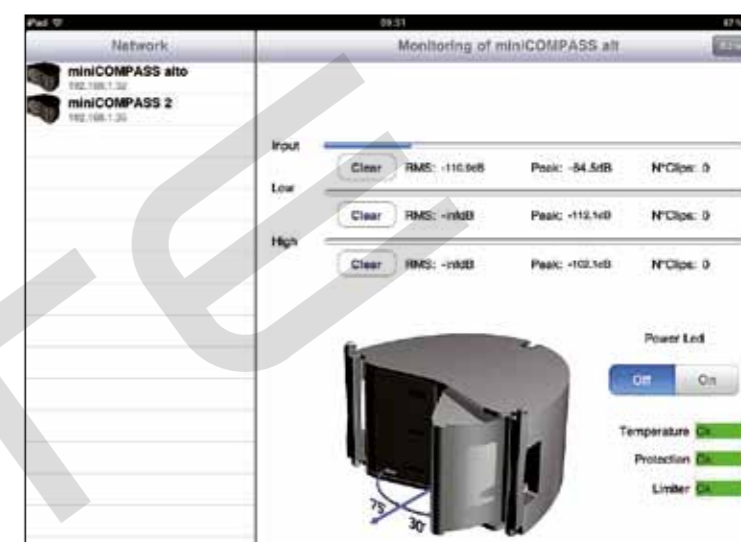 iPad 09:51
Network
Monitoring of miniCOMPASS alt
miniCOMPASS alto
192.168.1.32
miniCOMPASS 2
192.168.1.35
Input
Clear RMS: -110.9dB Peak: -84.5dB N°Clips: 0
Low
Clear RMS: -infdB Peak: -112.1dB N°Clips: 0
High
Clear RMS: -infdB Peak: -102.1dB N°Clips: 0
Power Led
Off On
Temperature Ok
Protection Ok
Limiter Ok
75°
30°